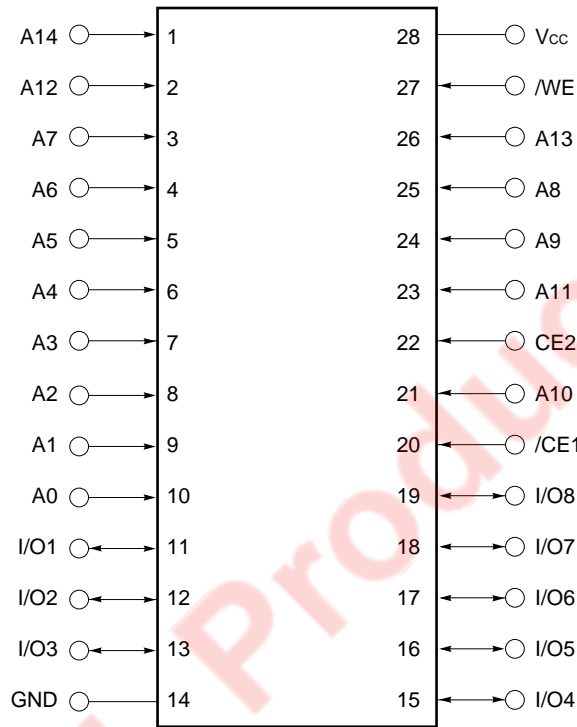 A14 1 28 Vcc
A12 2 27 /WE
A7 3 26 A13
A6 4 25 A8
A5 5 24 A9
A4 6 23 A11
A3 7 22 CE2
A2 8 21 A10
A1 9 20 /CE1
A0 10 19 I/O8
I/O1 11 18 I/O7
I/O2 12 17 I/O6
I/O3 13 16 I/O5
GND 14 15 I/O4
Produc